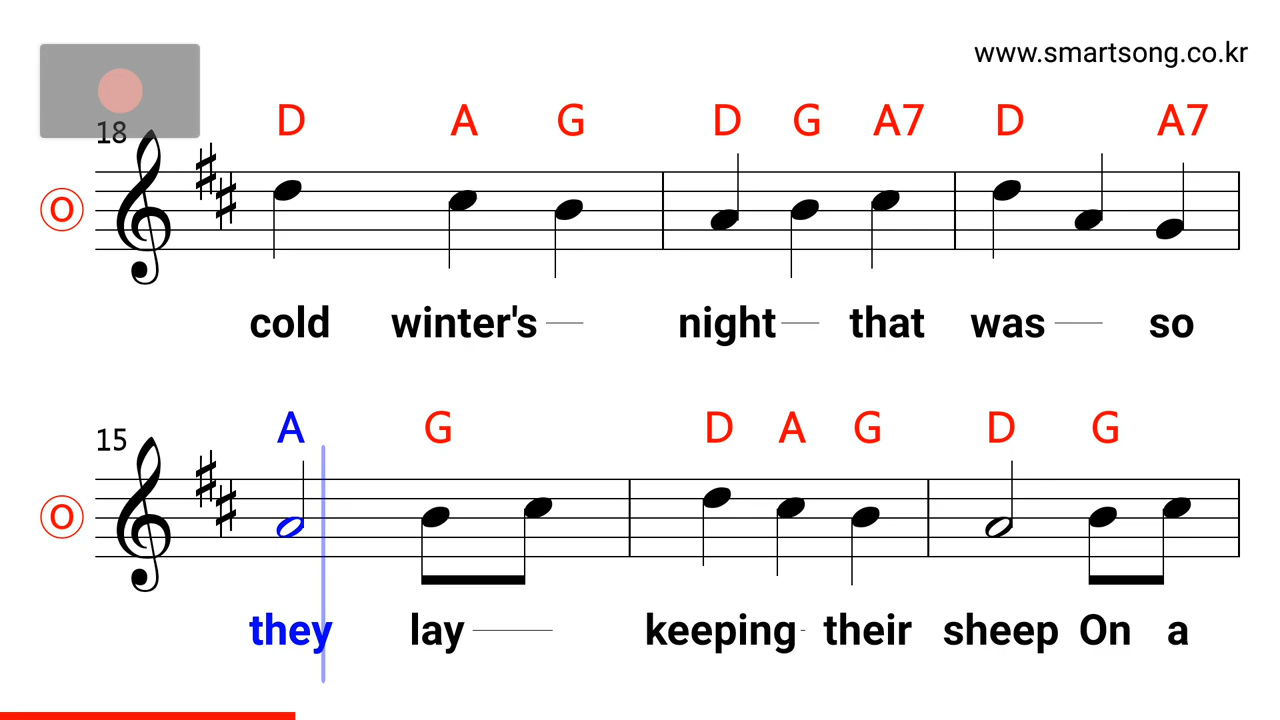 www.smartsong.co.kr
D A G D G A7 D A7
18
O
cold winter's night that was so
A G D A G D G
15
O
they lay keeping their sheep On a